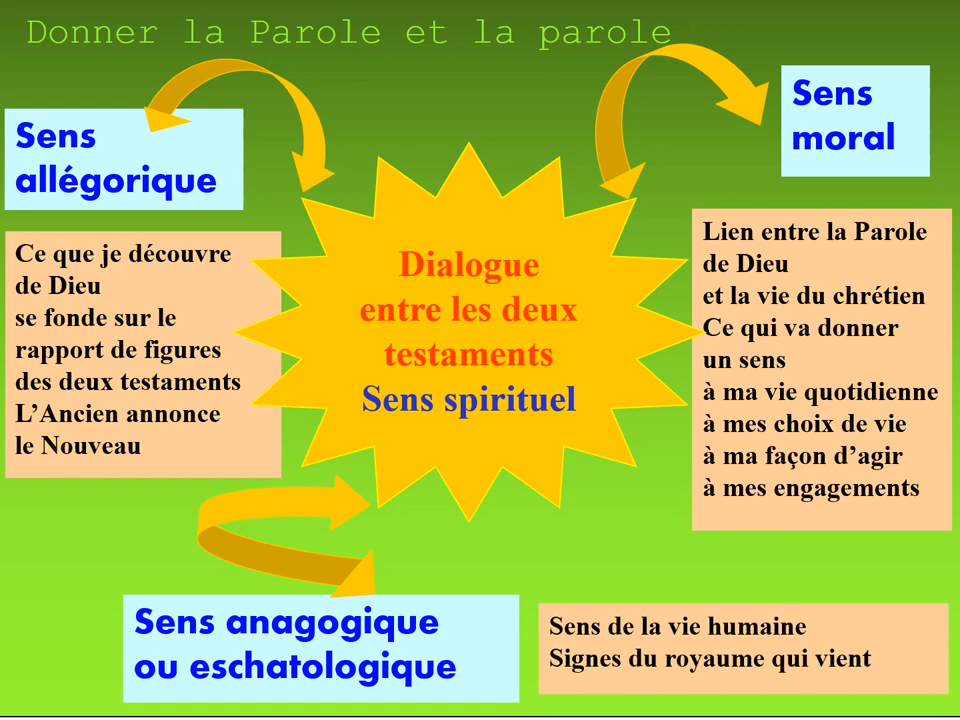 Donner la Parole et la parole
Sens
allégorique
Ce que je découvre
de Dieu
se fonde sur le
rapport de figures
des deux testaments
L’Ancien annonce
le Nouveau
Dialogue
entre les deux
testaments
Sens spirituel
Sens
moral
Lien entre la Parole
de Dieu
et la vie du chrétien
Ce qui va donner
un sens
à ma vie quotidienne
à mes choix de vie
à ma façon d’agir
à mes engagements
Sens anagogique
ou eschatologique
Sens de la vie humaine
Signes du royaume qui vient